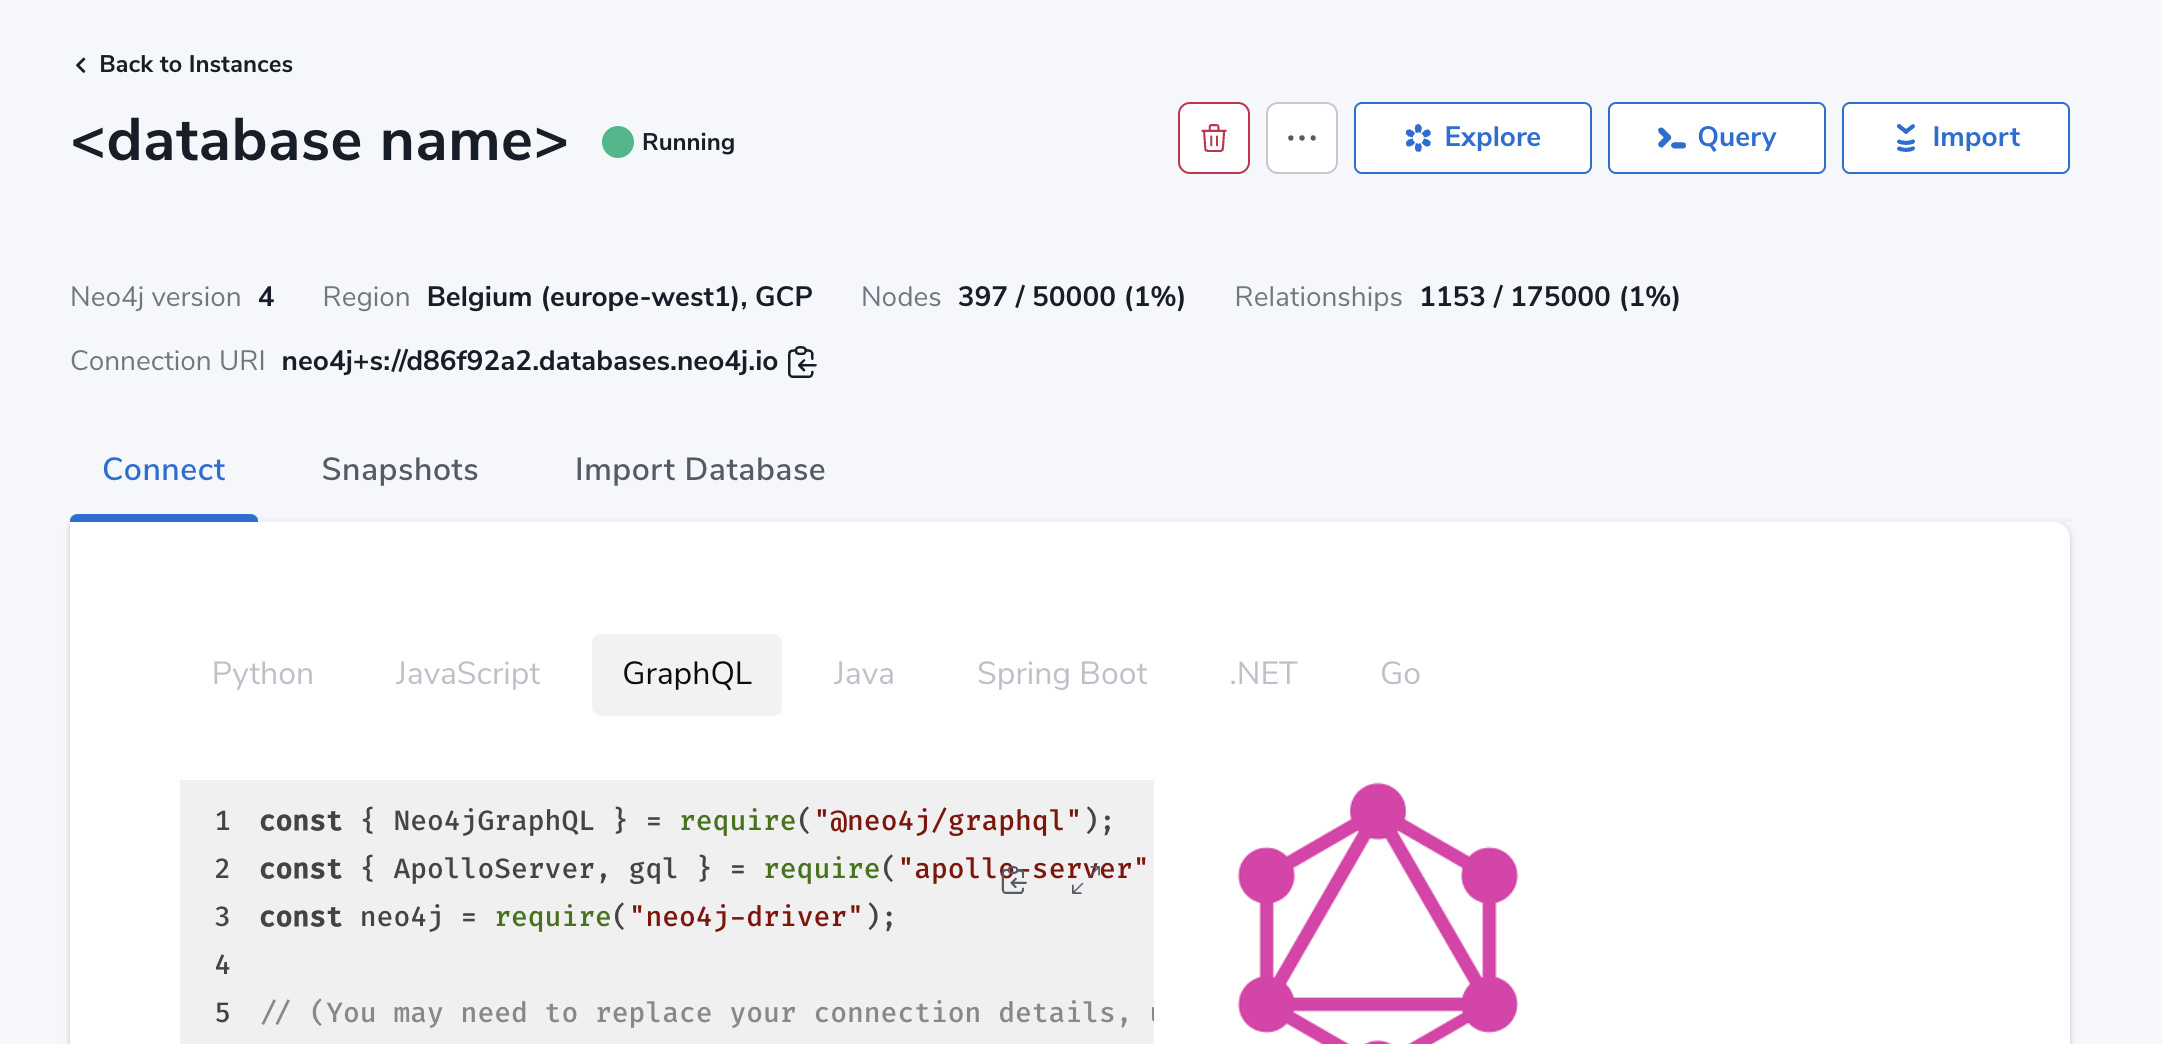 Back to Instances
<database name> Running
Explore Query Import
Neo4j version 4 Region Belgium (europe-west1), GCP Nodes 397 / 50000 (1%) Relationships 1153 / 175000 (1%)
Connection URI neo4j+s://d86f92a2.databases.neo4j.io
Connect Snapshots Import Database
Python JavaScript GraphQL Java Spring Boot .NET Go
1 const { Neo4jGraphQL } = require("@neo4j/graphql");
2 const { ApolloServer, gql } = require("apollo-server"
3 const neo4j = require("neo4j-driver");
4
5 // (You may need to replace your connection details,